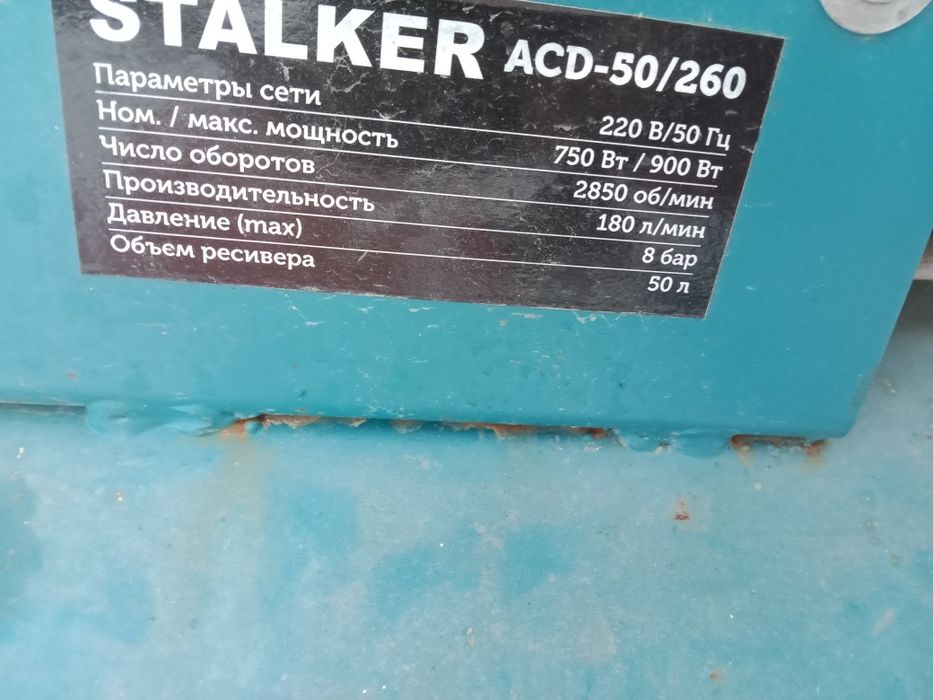 STALKER ACD-50/260
Параметры сети 220 В/50 Гц
Ном. / макс. мощность 750 Вт / 900 Вт
Число оборотов 2850 об/мин
Производительность 180 л/мин
Давление (max) 8 бар
Объем ресивера 50 л